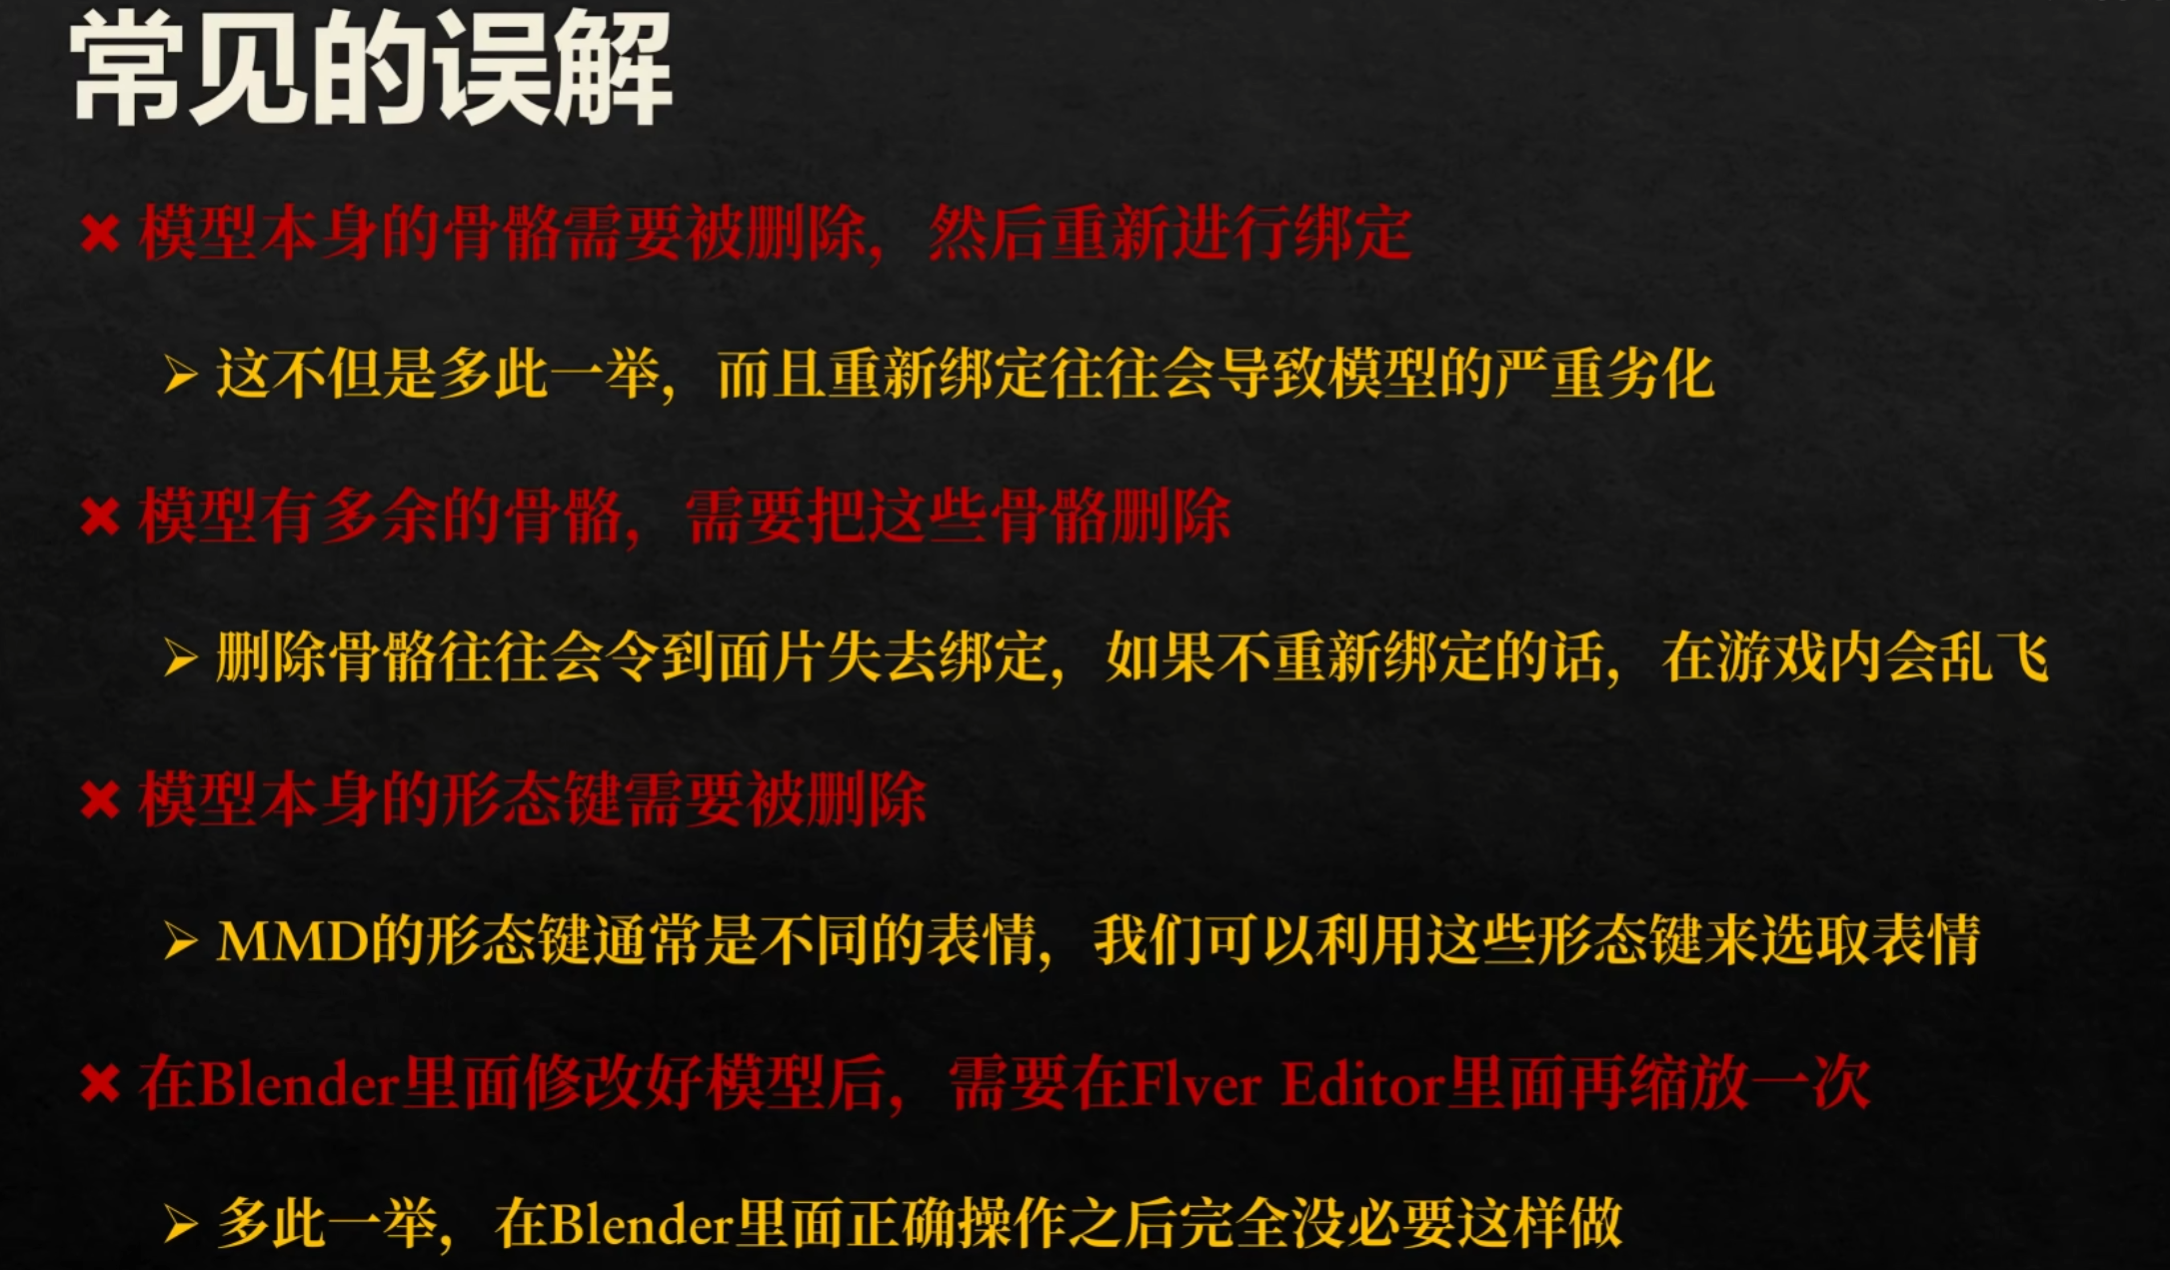 常见的误解
✖ 模型本身的骨骼需要被删除，然后重新进行绑定
➢ 这不但是多此一举，而且重新绑定往往会导致模型的严重劣化
✖ 模型有多余的骨骼，需要把这些骨骼删除
➢ 删除骨骼往往会令到面片失去绑定，如果不重新绑定的话，在游戏内会乱飞
✖ 模型本身的形态键需要被删除
➢ MMD的形态键通常是不同的表情，我们可以利用这些形态键来选取表情
✖ 在Blender里面修改好模型后，需要在Flver Editor里面再缩放一次
➢ 多此一举，在Blender里面正确操作之后完全没必要这样做